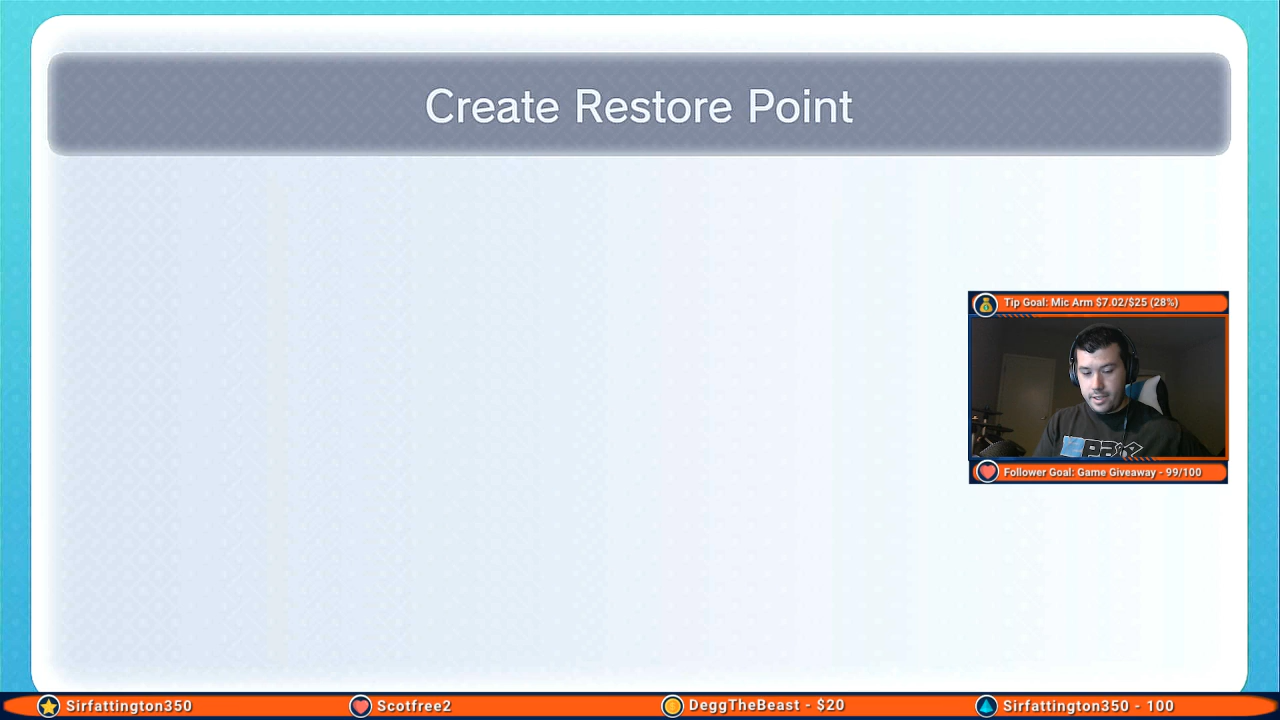 Create Restore Point
Tip Goal: Mic Arm $7.02/$25 (28%)
Follower Goal: Game Giveaway - 99/100
Sirfattington350
Scotfree2
DeggTheBeast - $20
Sirfattington350 - 100